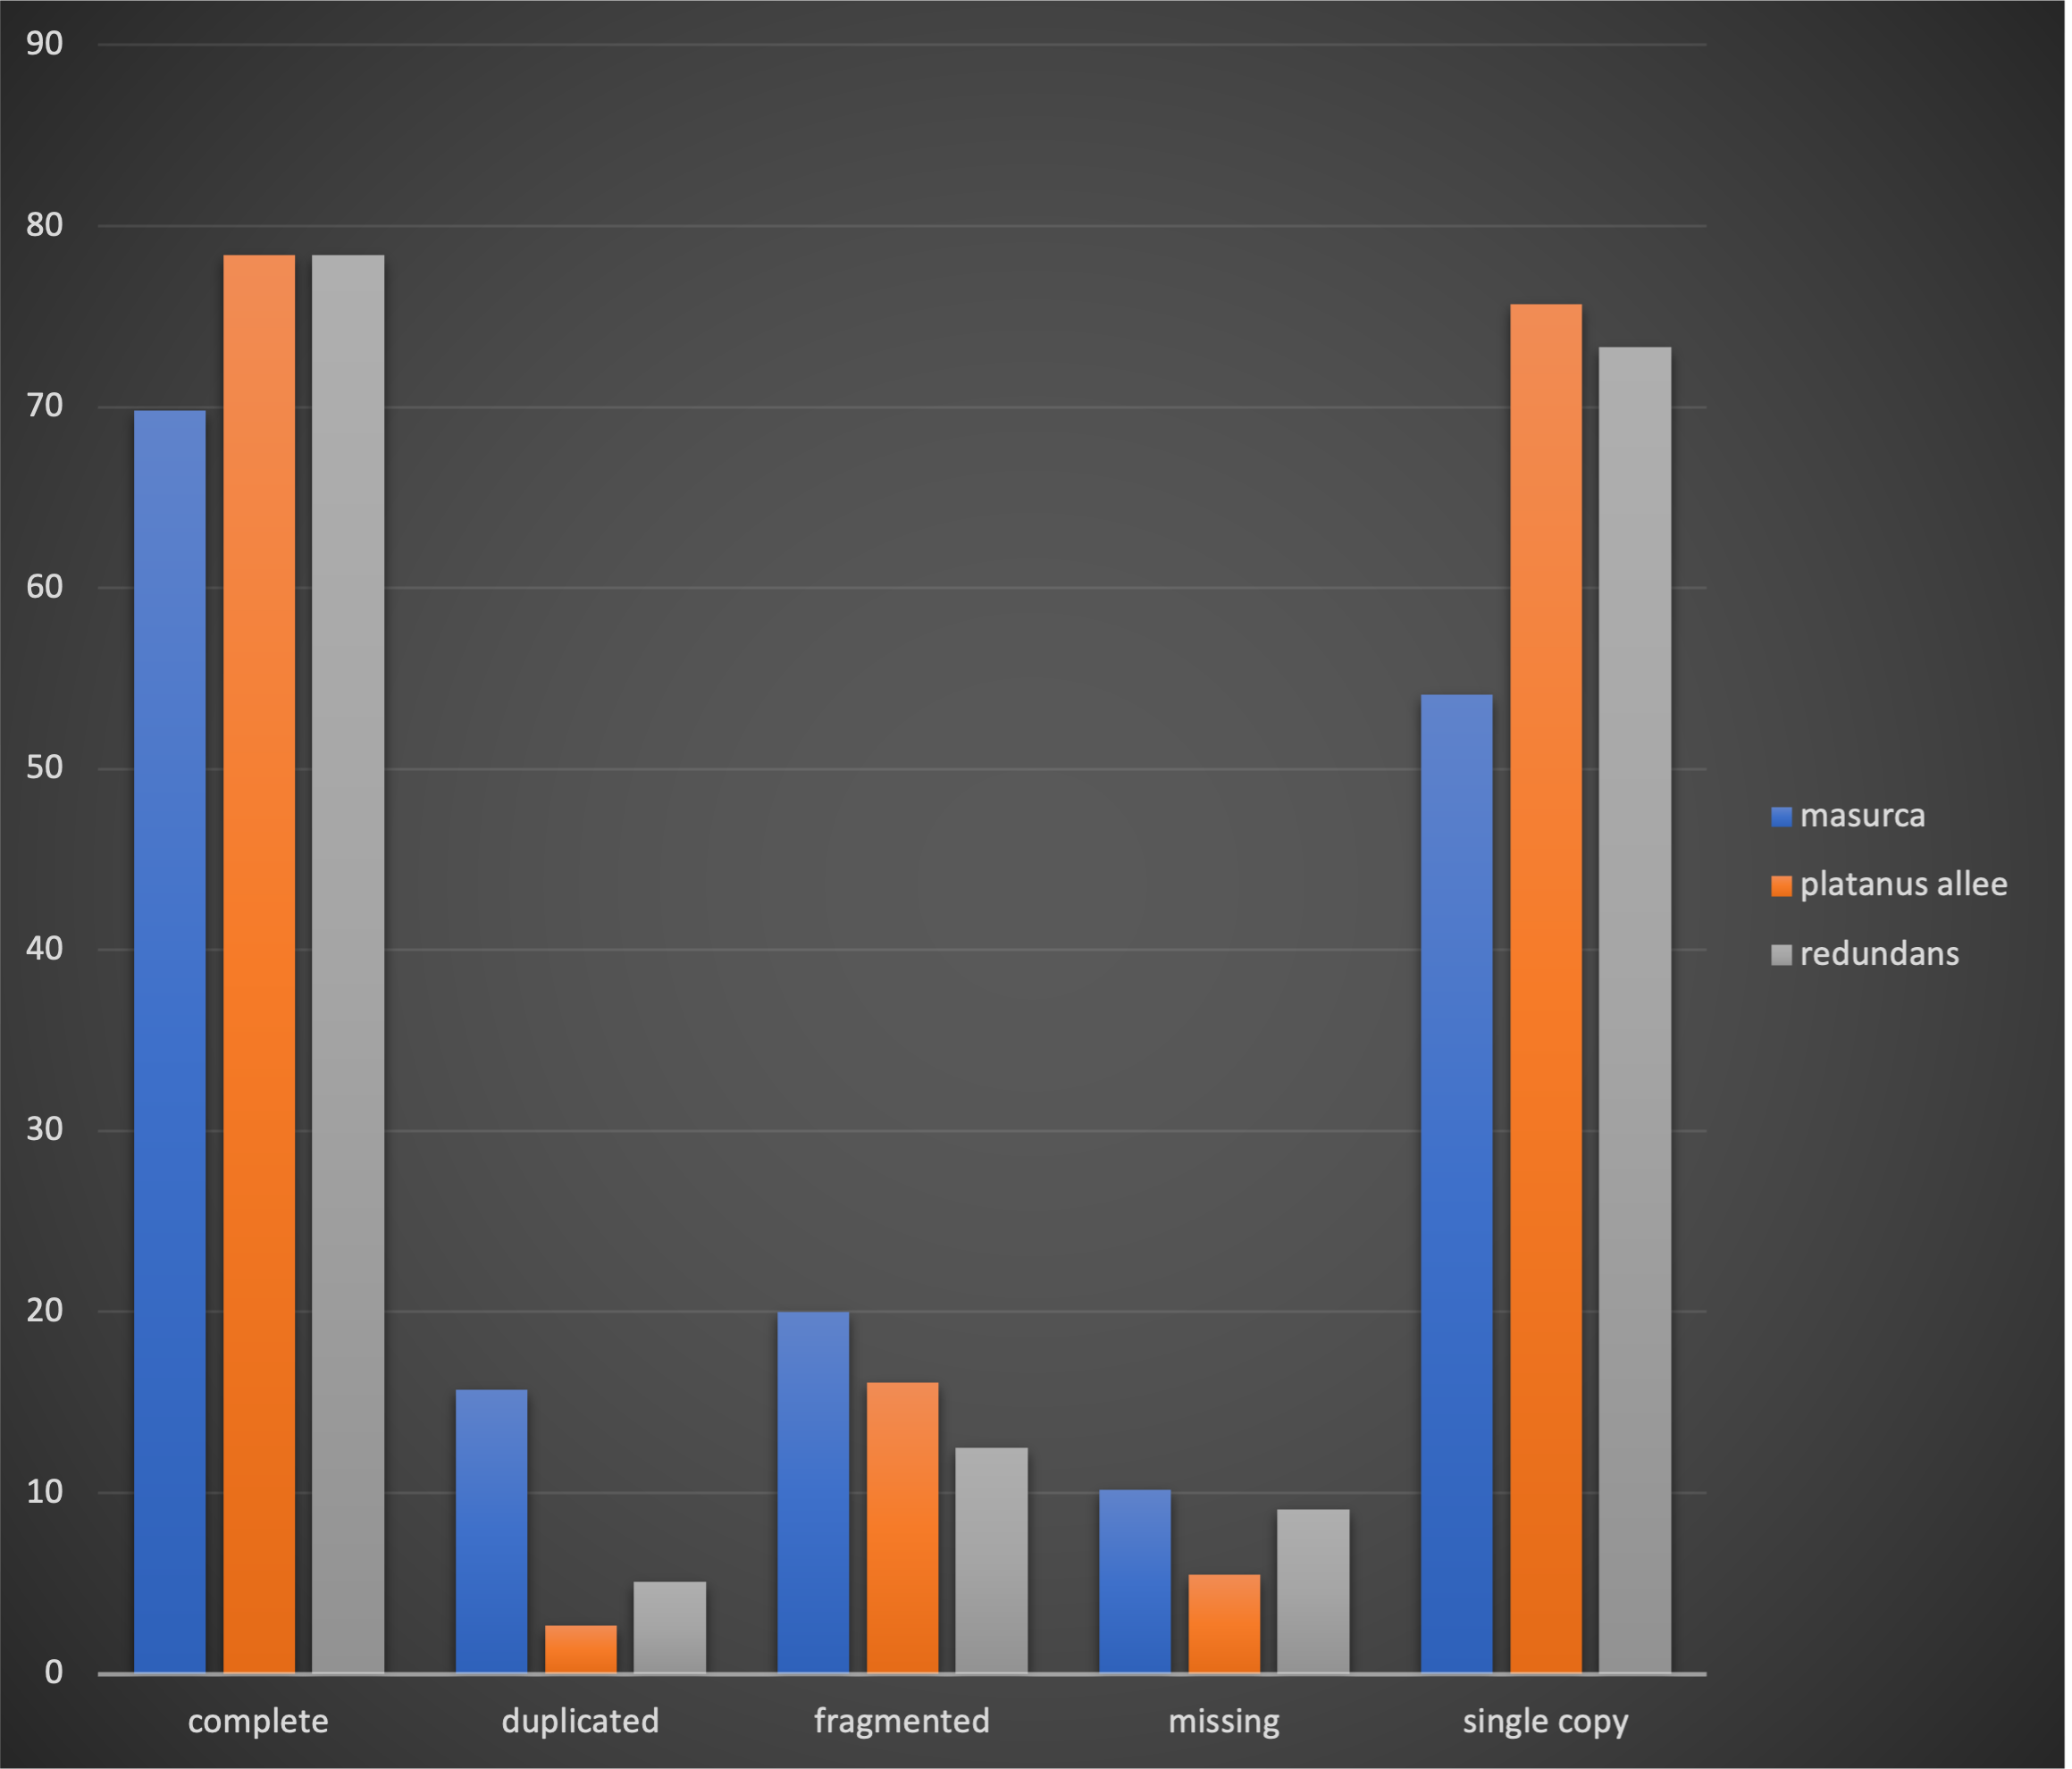 90
80
70
60
50
40
30
20
10
0
complete
duplicated
fragmented
missing
single copy
masurca
platanus allee
redundans